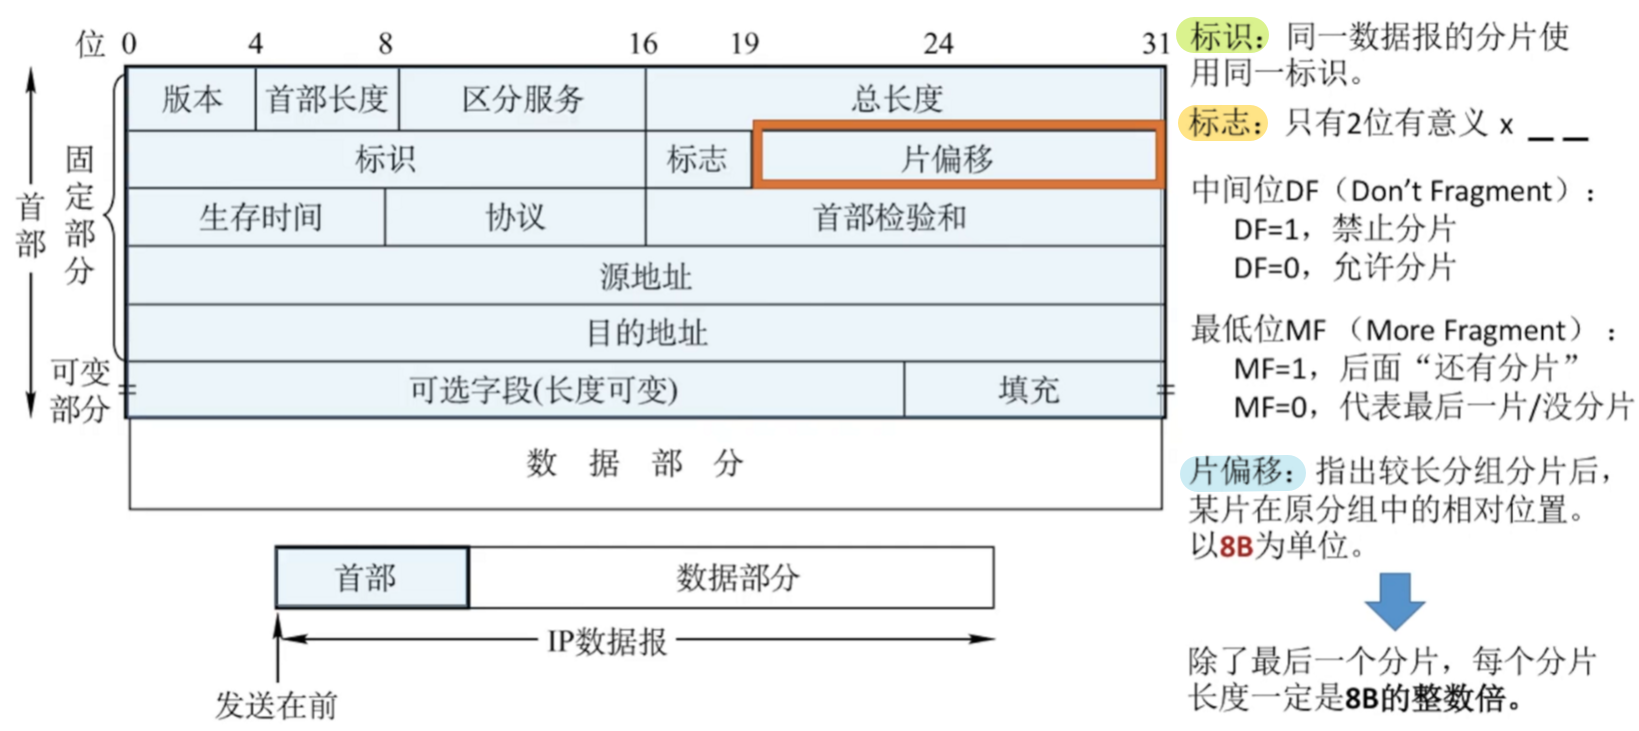 位 0 4 8 16 19 24 31
版本 首部长度 区分服务 总长度
标识 标志 片偏移
生存时间 协议 首部检验和
源地址
目的地址
可选字段(长度可变) 填充
数据部分
首部
固定部分
可变部分
首部 数据部分
IP数据报
发送在前
标识：同一数据报的分片使
用同一标识。
标志：只有2位有意义 x _ _
中间位DF（Don't Fragment）：
DF=1，禁止分片
DF=0，允许分片
最低位MF （More Fragment）：
MF=1，后面“还有分片”
MF=0，代表最后一片/没分片
片偏移：指出较长分组分片后，
某片在原分组中的相对位置。
以8B为单位。
除了最后一个分片，每个分片
长度一定是8B的整数倍。